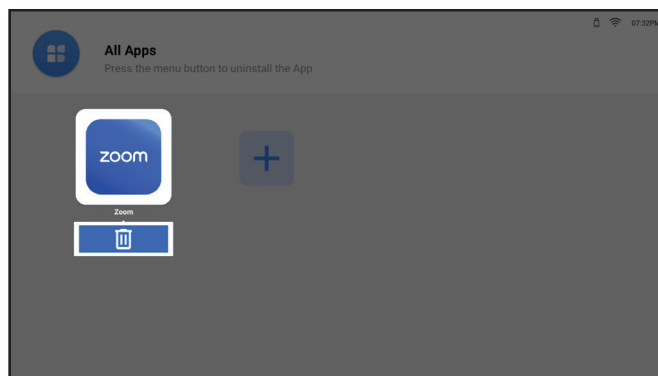 07:32PM
All Apps
Press the menu button to uninstall the App
zoom
Zoom